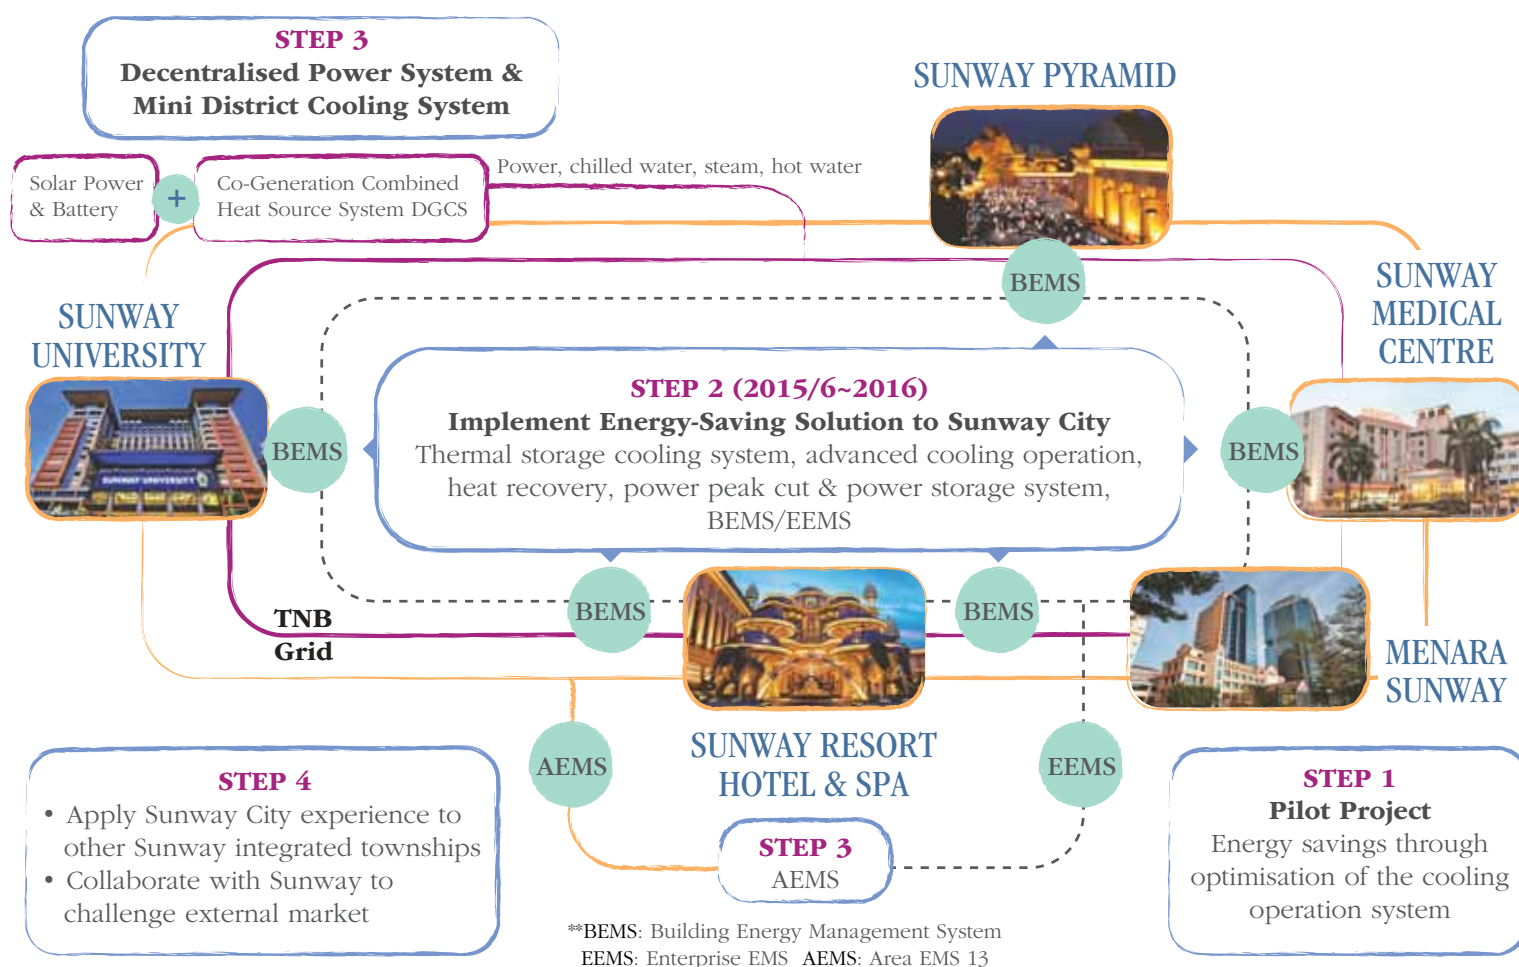 STEP 3
Decentralised Power System &
Mini District Cooling System
SUNWAY PYRAMID
Solar Power
& Battery
+
Co-Generation Combined
Heat Source System DGCS
Power, chilled water, steam, hot water
BEMS
SUNWAY
MEDICAL
CENTRE
SUNWAY
UNIVERSITY
SUNWAY UNIVERSITY
BEMS
STEP 2 (2015/6~2016)
Implement Energy-Saving Solution to Sunway City
Thermal storage cooling system, advanced cooling operation,
heat recovery, power peak cut & power storage system,
BEMS/EEMS
BEMS
BEMS
BEMS
TNB
Grid
MENARA
SUNWAY
AEMS
SUNWAY RESORT
HOTEL & SPA
EEMS
STEP 4
• Apply Sunway City experience to
other Sunway integrated townships
• Collaborate with Sunway to
challenge external market
STEP 3
AEMS
STEP 1
Pilot Project
Energy savings through
optimisation of the cooling
operation system
**BEMS: Building Energy Management System
EEMS: Enterprise EMS AEMS: Area EMS 13